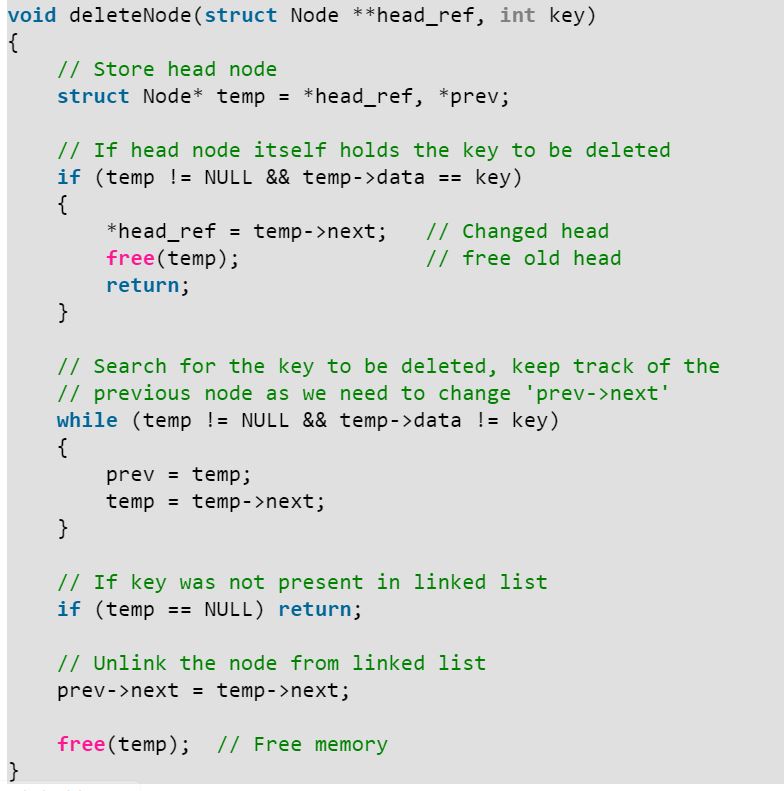 void deleteNode(struct Node **head_ref, int key)
{
    // Store head node
    struct Node* temp = *head_ref, *prev;

    // If head node itself holds the key to be deleted
    if (temp != NULL && temp->data == key)
    {
        *head_ref = temp->next;   // Changed head
        free(temp);               // free old head
        return;
    }

    // Search for the key to be deleted, keep track of the
    // previous node as we need to change 'prev->next'
    while (temp != NULL && temp->data != key)
    {
        prev = temp;
        temp = temp->next;
    }

    // If key was not present in linked list
    if (temp == NULL) return;

    // Unlink the node from linked list
    prev->next = temp->next;

    free(temp);  // Free memory
}